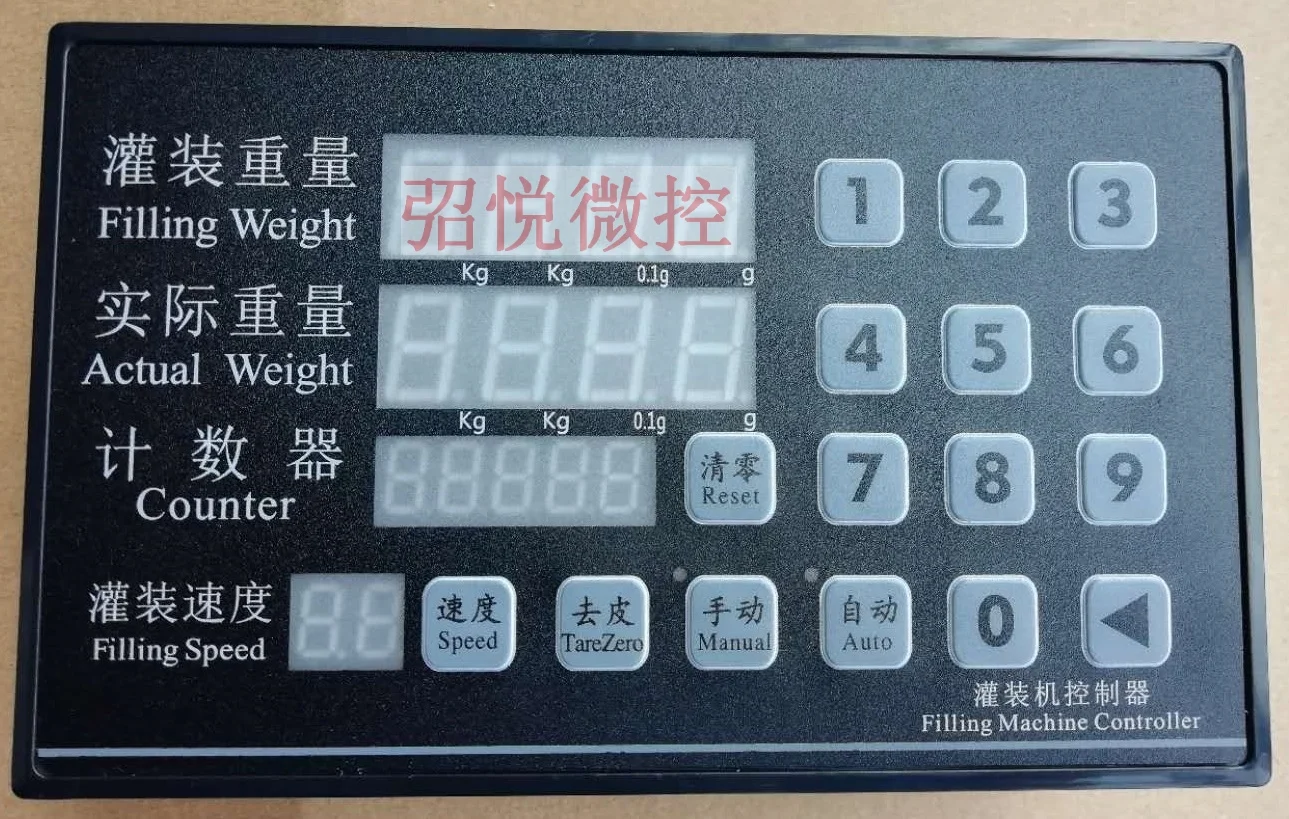 灌装重量
Filling Weight
弨悦微控
Kg Kg 0.1g g
实际重量
Actual Weight
Kg Kg 0.1g g
计数器
Counter
清零
Reset
1 2 3
4 5 6
7 8 9
灌装速度
Filling Speed
速度
Speed
去皮
TareZero
手动
Manual
自动
Auto
0
灌装机控制器
Filling Machine Controller